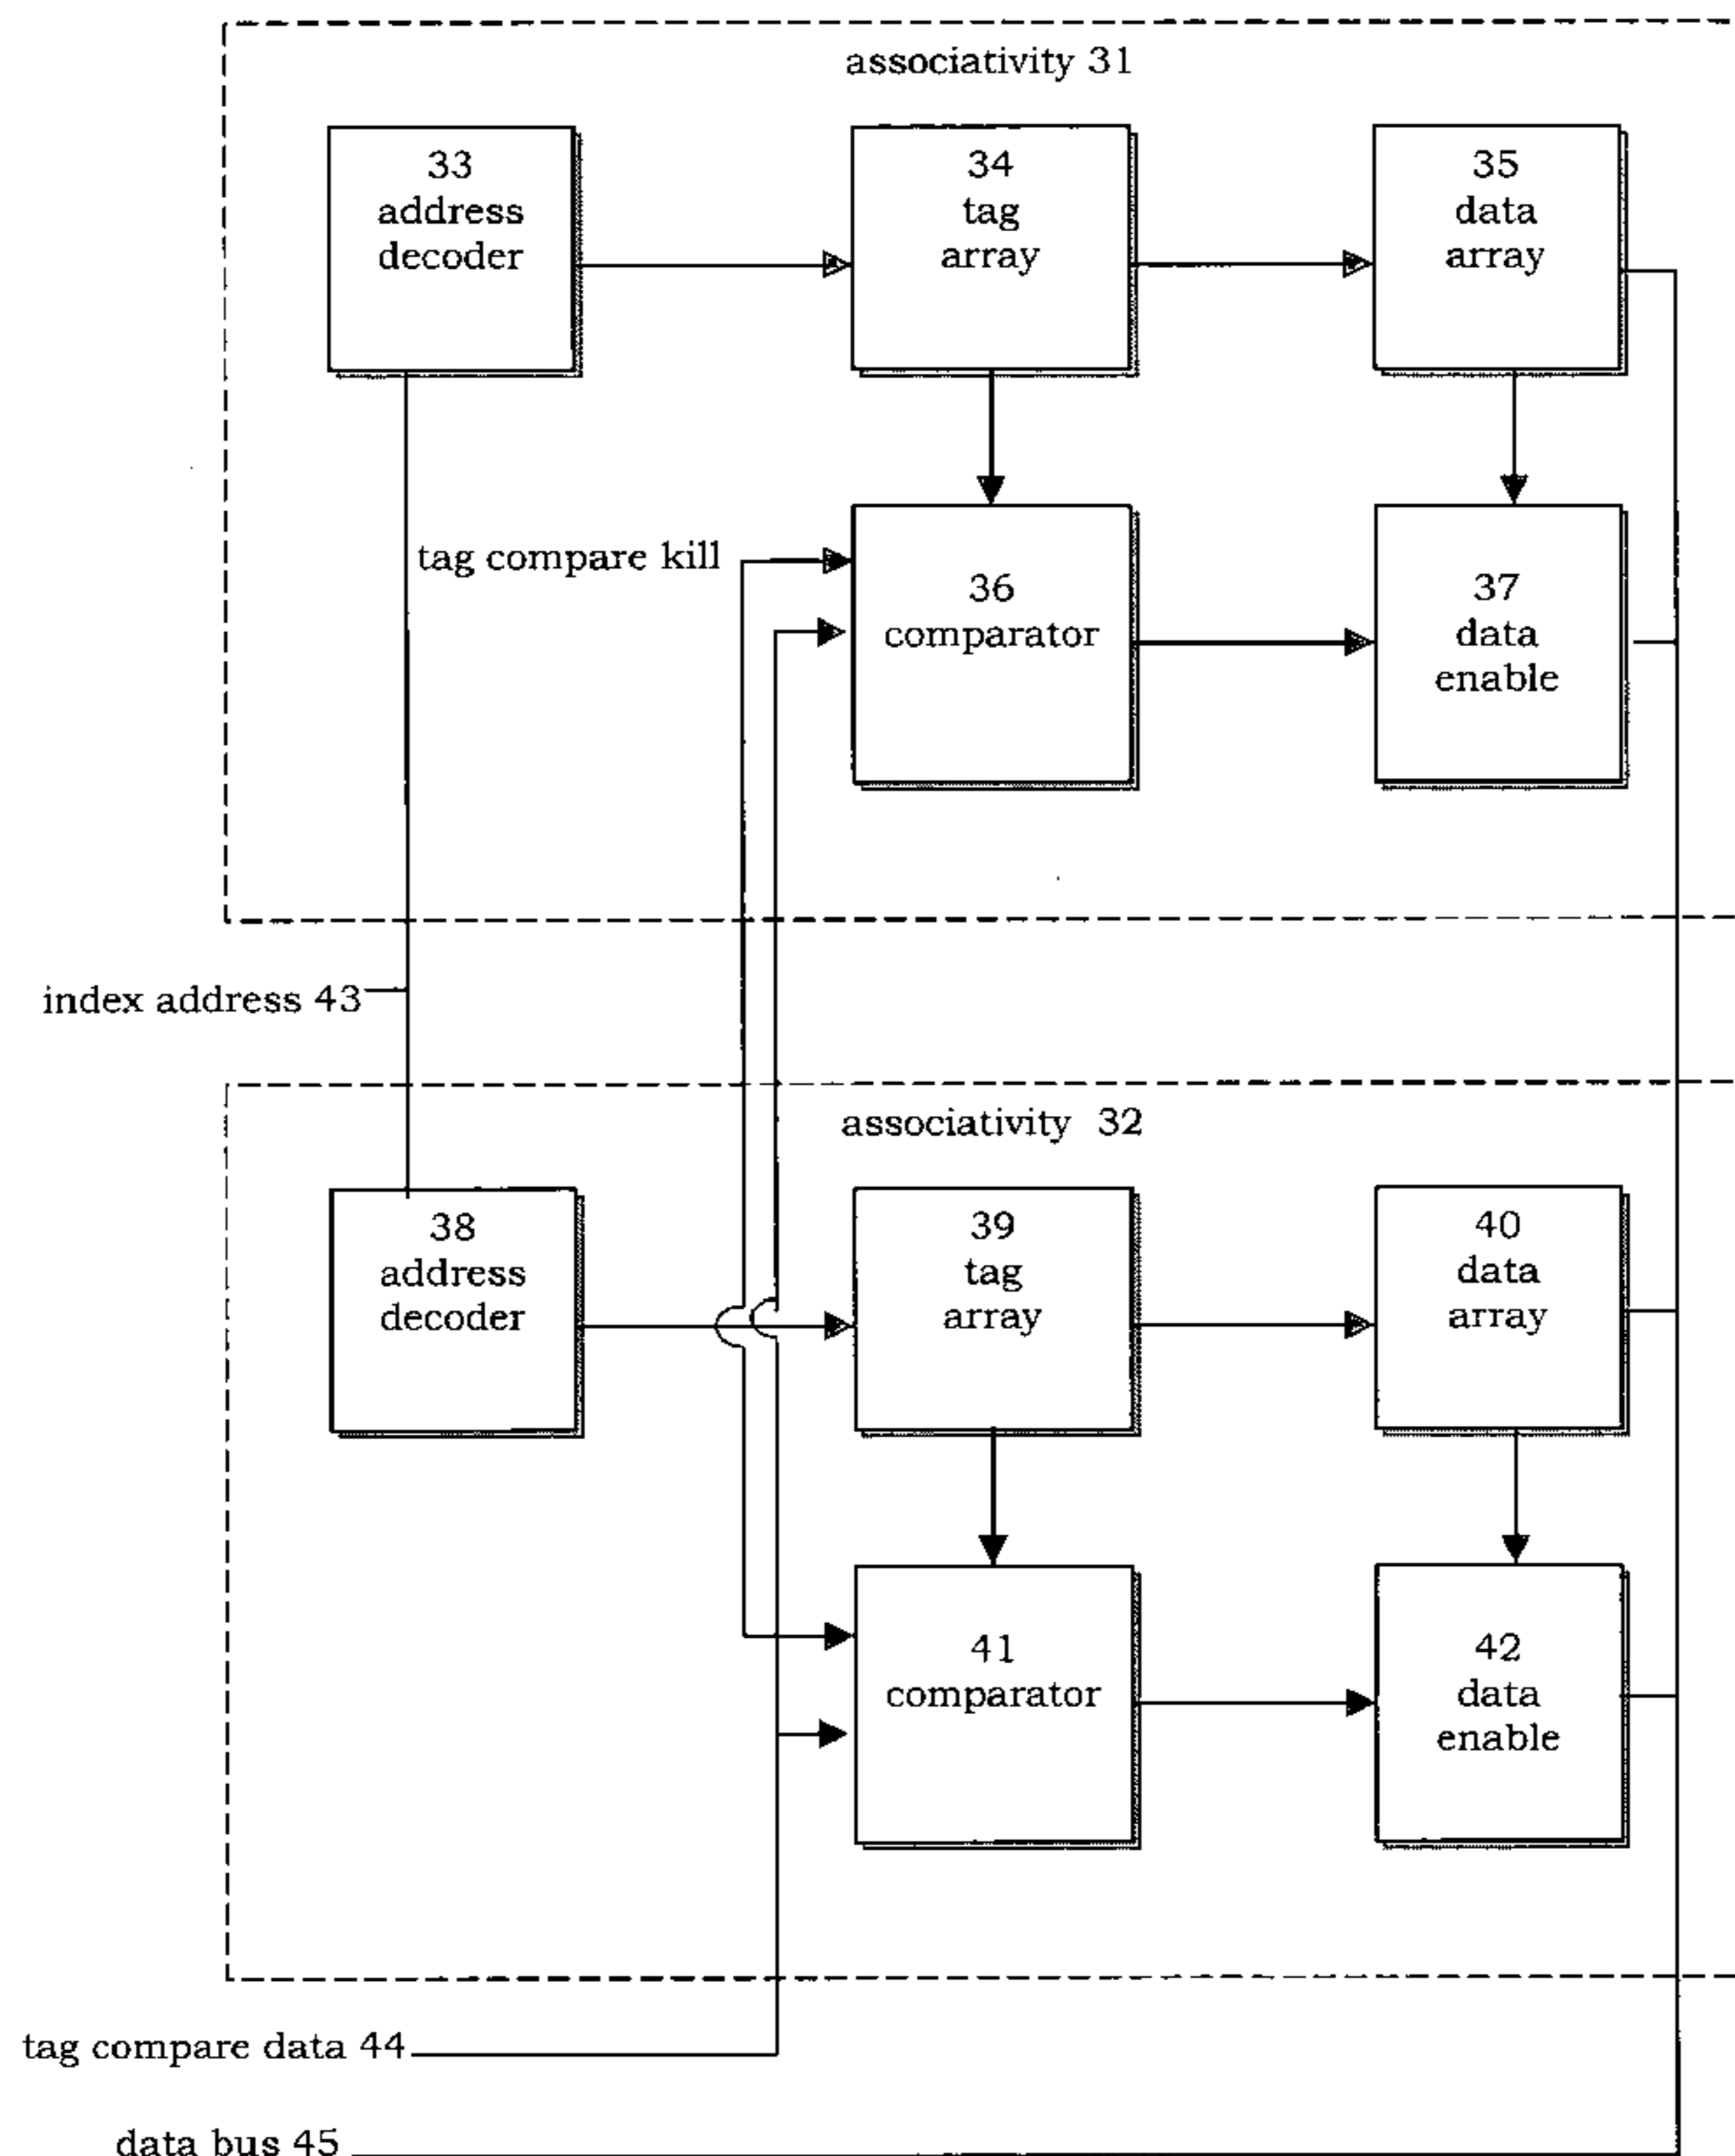 associativity 31
33
address
decoder
34
tag
array
35
data
array
tag compare kill
36
comparator
37
data
enable
index address 43
associativity 32
38
address
decoder
39
tag
array
40
data
array
41
comparator
42
data
enable
tag compare data 44
data bus 45